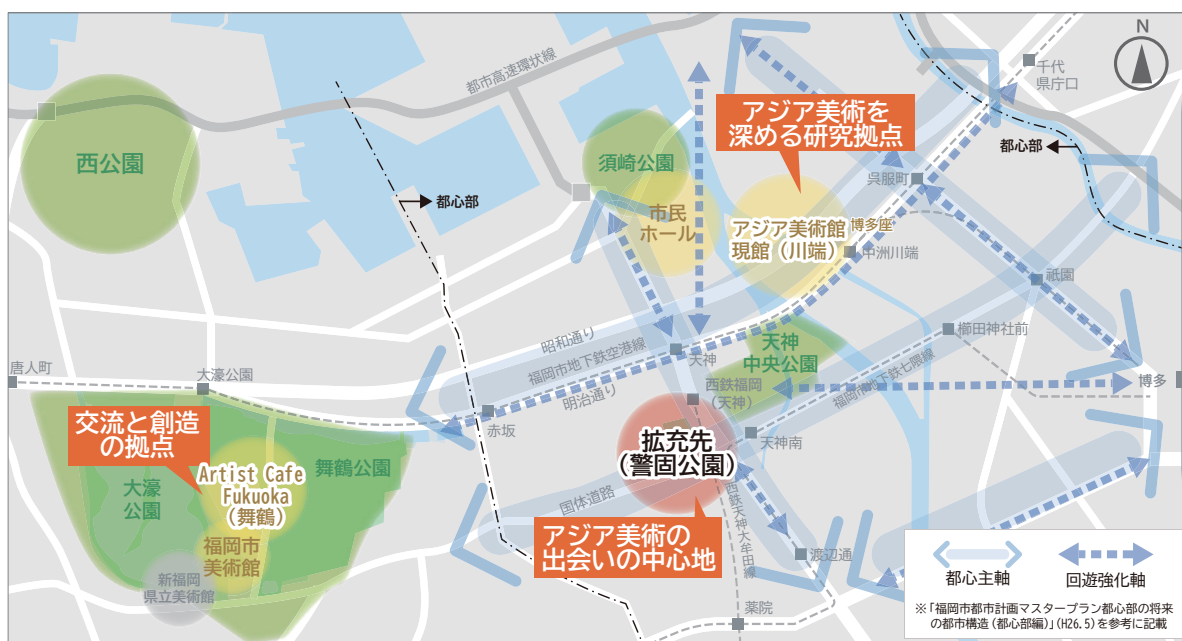 都市高速環状線
N
千代
県庁口
アジア美術を
深める研究拠点
都心部
西公園
須崎公園
呉服町
都心部
市民
ホール
アジア美術館
現館（川端）
博多座
中洲川端
祇園
昭和通り
福岡市地下鉄空港線
天神
天神
中央公園
櫛田神社前
唐人町
大濠公園
明治通り
西鉄福岡
（天神）
福岡市地下鉄七隈線
博多
赤坂
交流と創造
の拠点
拡充先
（警固公園）
天神南
舞鶴公園
Artist Cafe
Fukuoka
（舞鶴）
大濠
公園
国体道路
西鉄天神大牟田線
アジア美術の
出会いの中心地
福岡市
美術館
渡辺通
新福岡
県立美術館
薬院
都心主軸
回遊強化軸
※「福岡市都市計画マスタープラン都心部の将来
の都市構造（都心部編）」(H26.5)を参考に記載